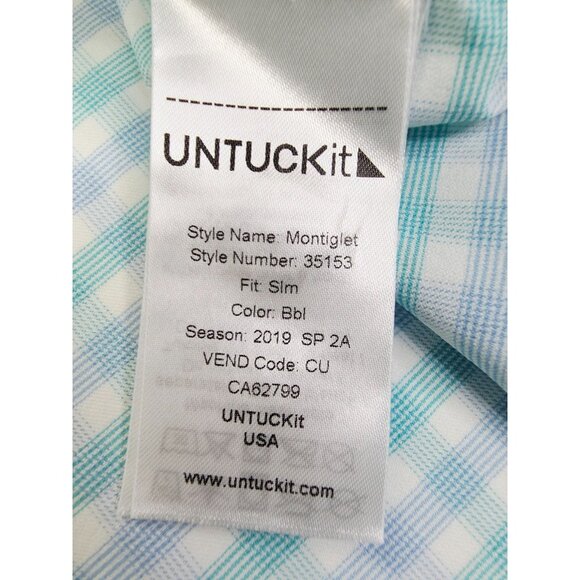 UNTUCKit
Style Name: Montiglet
Style Number: 35153
Fit: Slm
Color: Bbl
Season: 2019 SP 2A
VEND Code: CU
CA62799
UNTUCKit
USA
www.untuckit.com